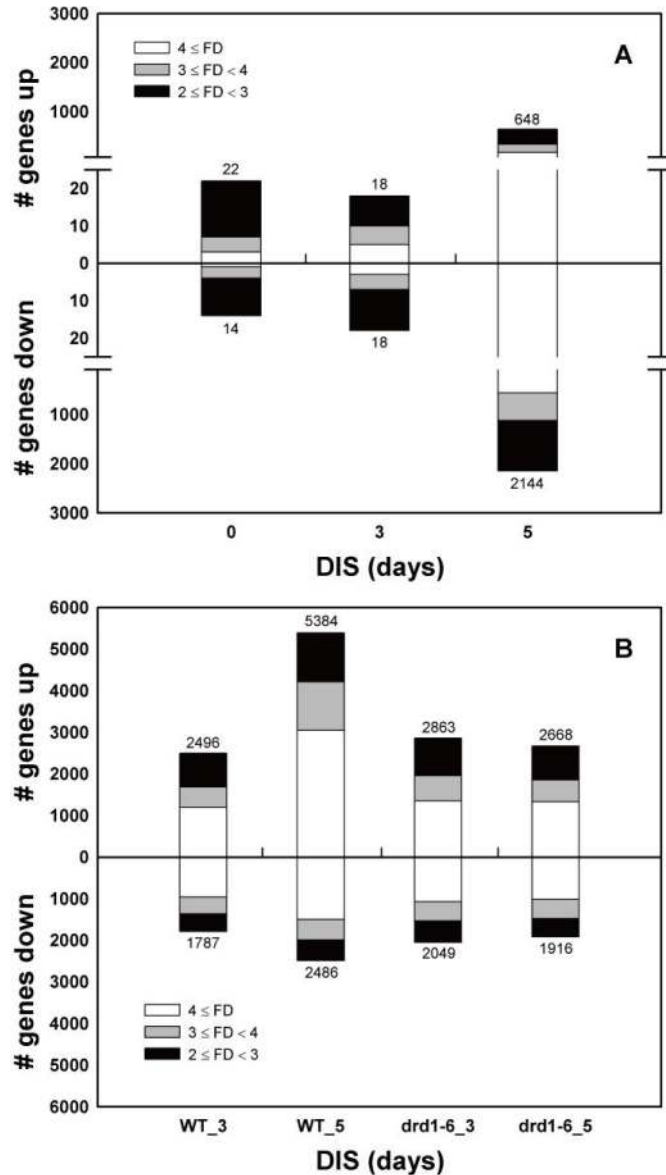 3000
4 ≤ FD
A
3 ≤ FD < 4
2 ≤ FD < 3
# genes up
1000
648
22
18
20
10
0
10
20
14
18
# genes down
1000
2000
2144
3000
0
3
5
DIS (days)
6000
5384
B
5000
4000
# genes up
3000
2496
2863
2668
2000
1000
0
1000
# genes down
2000
1787
2486
2049
1916
3000
4 ≤ FD
4000
3 ≤ FD < 4
5000
2 ≤ FD < 3
6000
WT_3
WT_5
drd1-6_3
drd1-6_5
DIS (days)